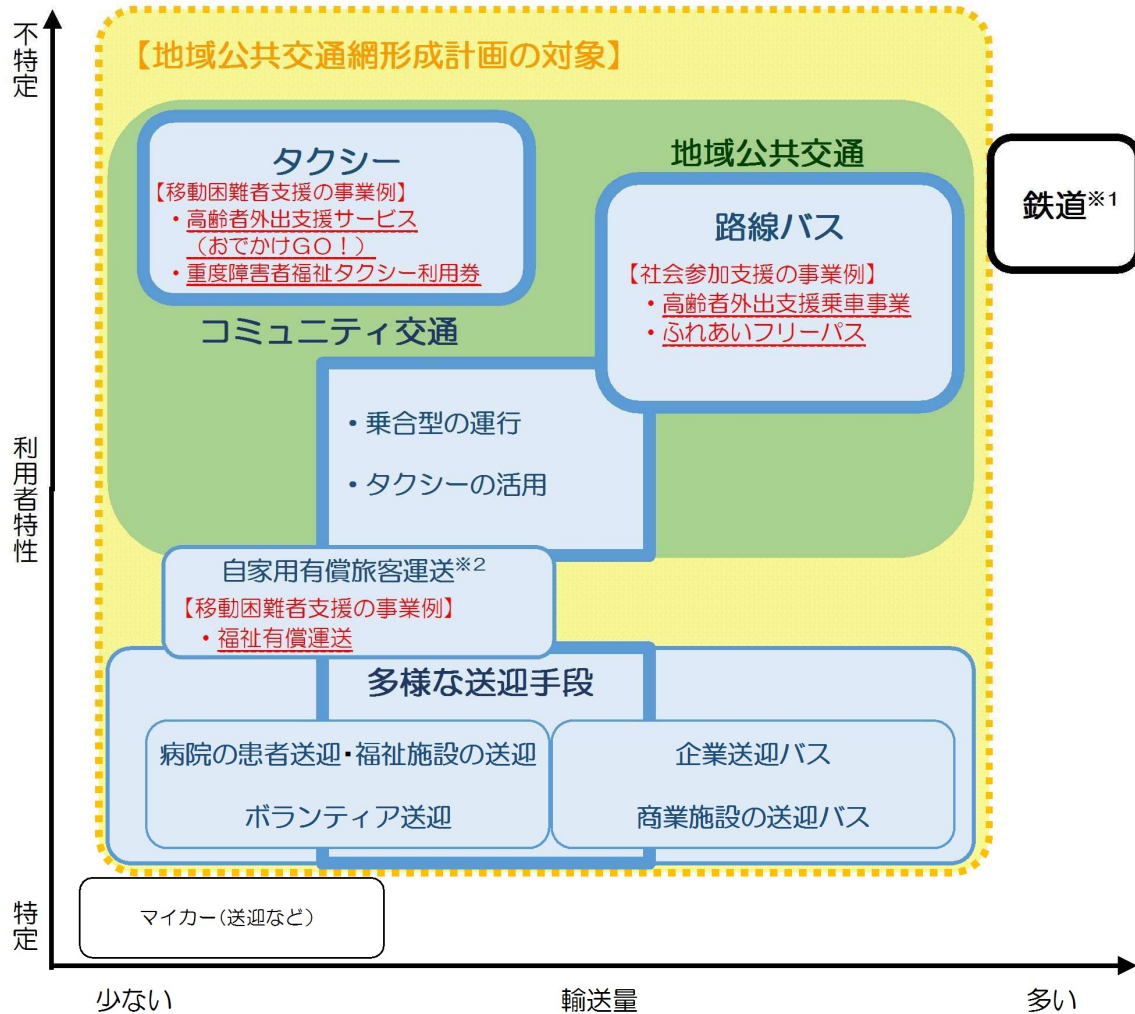 不特定
【地域公共交通網形成計画の対象】
タクシー
【移動困難者支援の事業例】
・高齢者外出支援サービス
（おでかけGO！）
・重度障害者福祉タクシー利用券
地域公共交通
路線バス
【社会参加支援の事業例】
・高齢者外出支援乗車事業
・ふれあいフリーパス
鉄道※1
コミュニティ交通
・乗合型の運行
・タクシーの活用
利用者特性
自家用有償旅客運送※2
【移動困難者支援の事業例】
・福祉有償運送
多様な送迎手段
病院の患者送迎・福祉施設の送迎
ボランティア送迎
企業送迎バス
商業施設の送迎バス
特定
マイカー(送迎など)
少ない
輸送量
多い